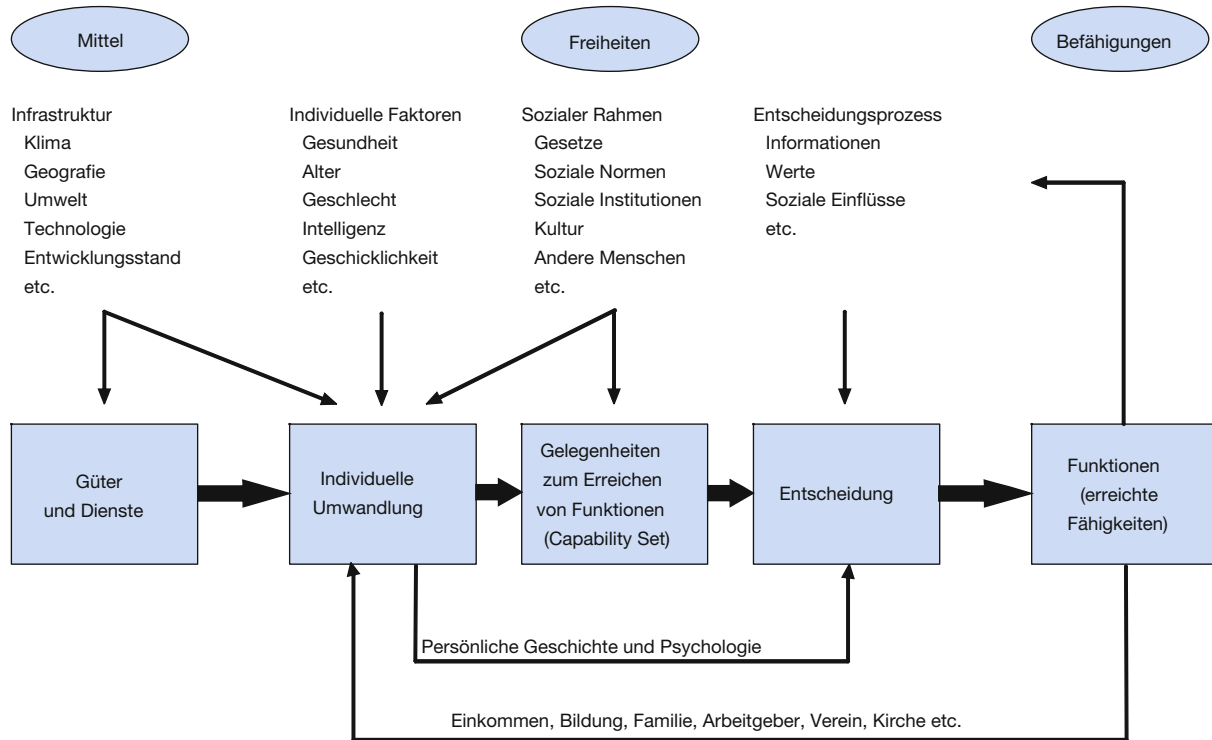 Mittel
Freiheiten
Befähigungen
Infrastruktur
Klima
Geografie
Umwelt
Technologie
Entwicklungsstand
etc.
Individuelle Faktoren
Gesundheit
Alter
Geschlecht
Intelligenz
Geschicklichkeit
etc.
Sozialer Rahmen
Gesetze
Soziale Normen
Soziale Institutionen
Kultur
Andere Menschen
etc.
Entscheidungsprozess
Informationen
Werte
Soziale Einflüsse
etc.
Güter
und Dienste
Individuelle
Umwandlung
Gelegenheiten
zum Erreichen
von Funktionen
(Capability Set)
Entscheidung
Funktionen
(erreichte
Fähigkeiten)
Persönliche Geschichte und Psychologie
Einkommen, Bildung, Familie, Arbeitgeber, Verein, Kirche etc.